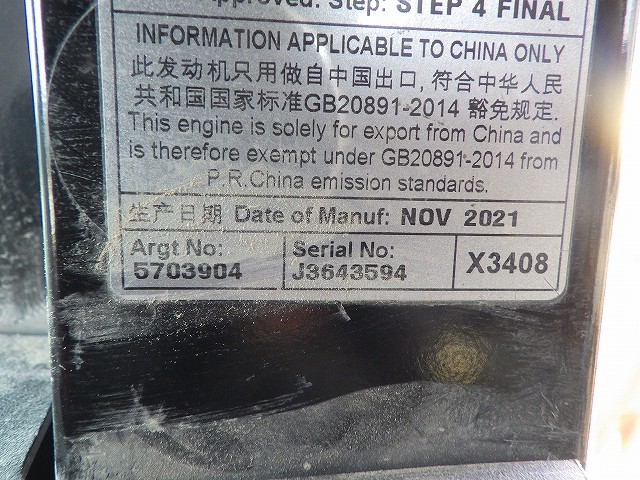 Approved: Step: STEP 4 FINAL
INFORMATION APPLICABLE TO CHINA ONLY
此发动机只用做自中国出口, 符合中华人民
共和国国家标准GB20891-2014 豁免规定.
This engine is solely for export from China and
is therefore exempt under GB20891-2014 from
P.R.China emission standards.
生产日期 Date of Manuf: NOV 2021
Argt No: Serial No:
5703904 J3643594 X3408